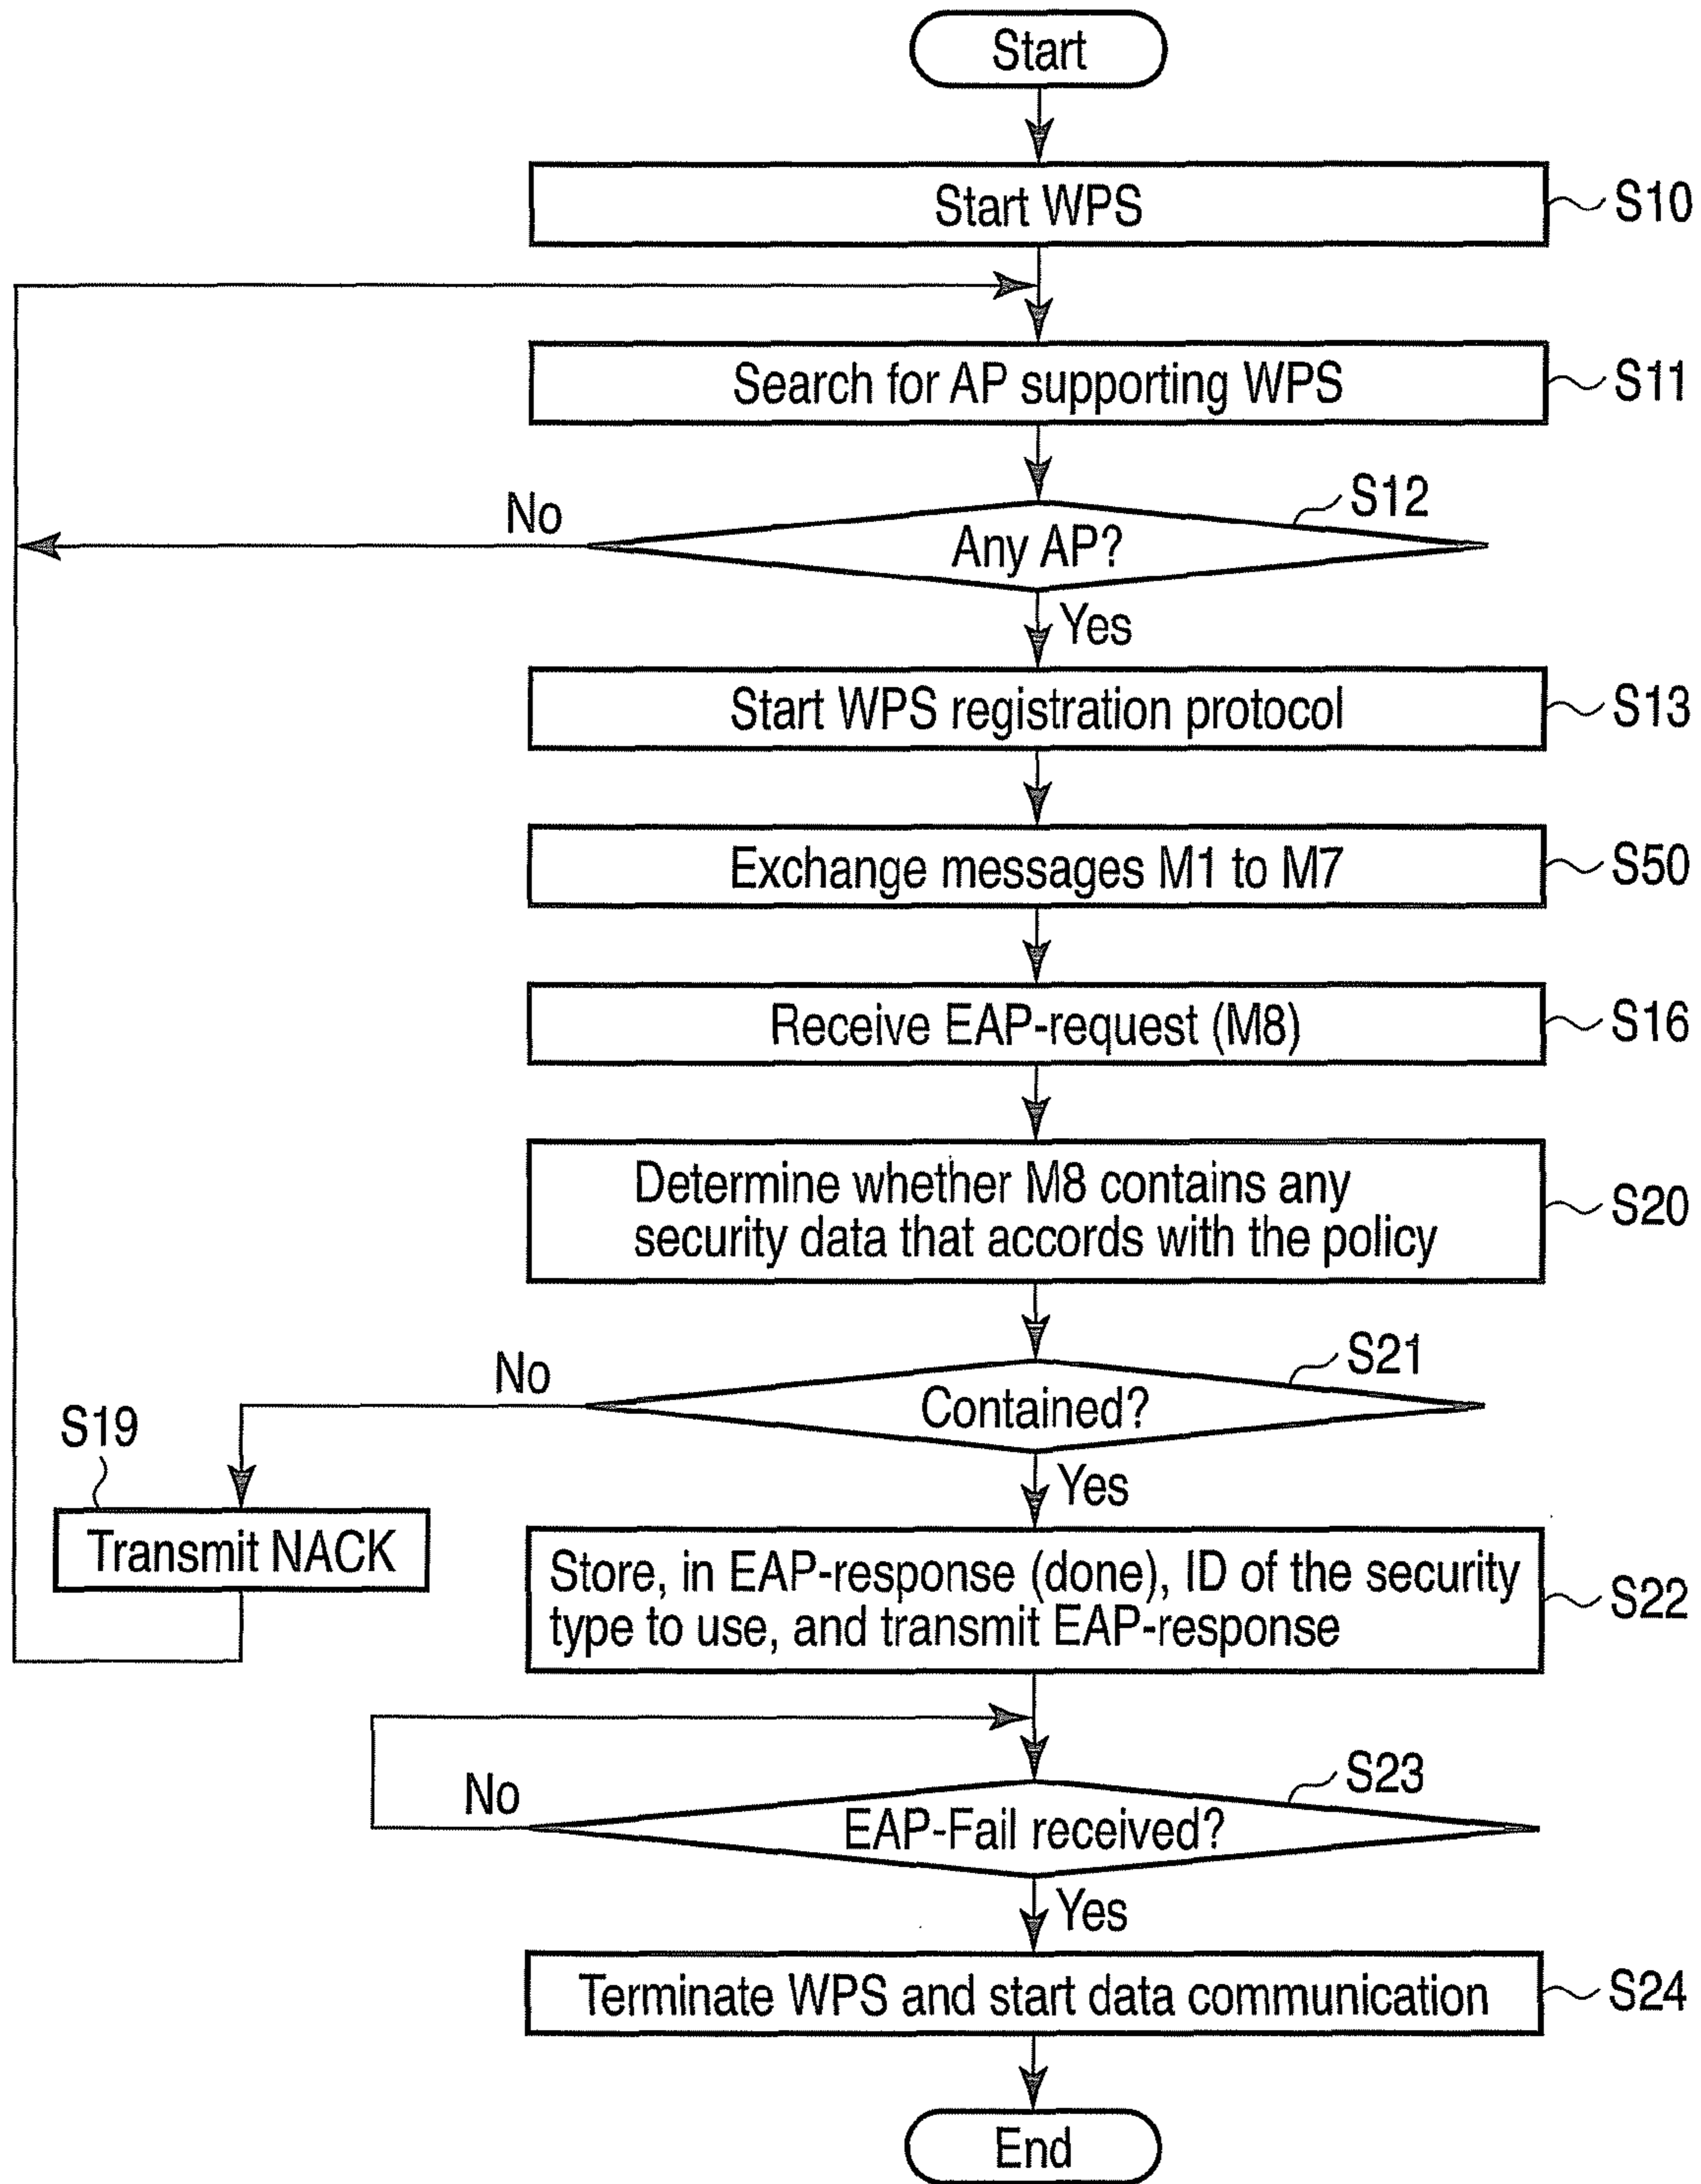 Start
Start WPS
S10
Search for AP supporting WPS
S11
S12
No
Any AP?
Yes
Start WPS registration protocol
S13
Exchange messages M1 to M7
S50
Receive EAP-request (M8)
S16
Determine whether M8 contains any
security data that accords with the policy
S20
S21
No
Contained?
S19
Yes
Transmit NACK
Store, in EAP-response (done), ID of the security
type to use, and transmit EAP-response
S22
S23
No
EAP-Fail received?
Yes
Terminate WPS and start data communication
S24
End